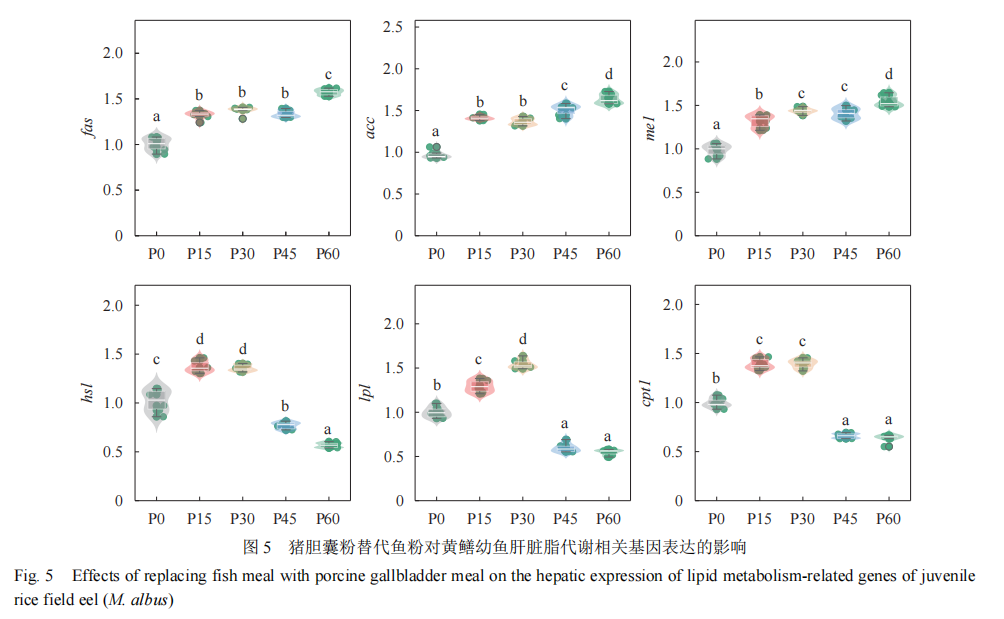 2.0
1.5
1.0
0.5
0
fas
a
b
b
b
c
P0 P15 P30 P45 P60
2.5
2.0
1.5
1.0
0.5
0
acc
a
b
b
c
d
P0 P15 P30 P45 P60
2.0
1.5
1.0
0.5
0
me1
a
b
c
c
d
P0 P15 P30 P45 P60
2.0
1.5
1.0
0.5
0
hsl
c
d
d
b
a
P0 P15 P30 P45 P60
2.0
1.5
1.0
0.5
0
lpl
b
c
d
a
a
P0 P15 P30 P45 P60
2.0
1.5
1.0
0.5
0
cpt1
b
c
c
a
a
P0 P15 P30 P45 P60
图 5 猪胆囊粉替代鱼粉对黄鳝幼鱼肝脏脂代谢相关基因表达的影响
Fig. 5 Effects of replacing fish meal with porcine gallbladder meal on the hepatic expression of lipid metabolism-related genes of juvenile
rice field eel (M. albus)